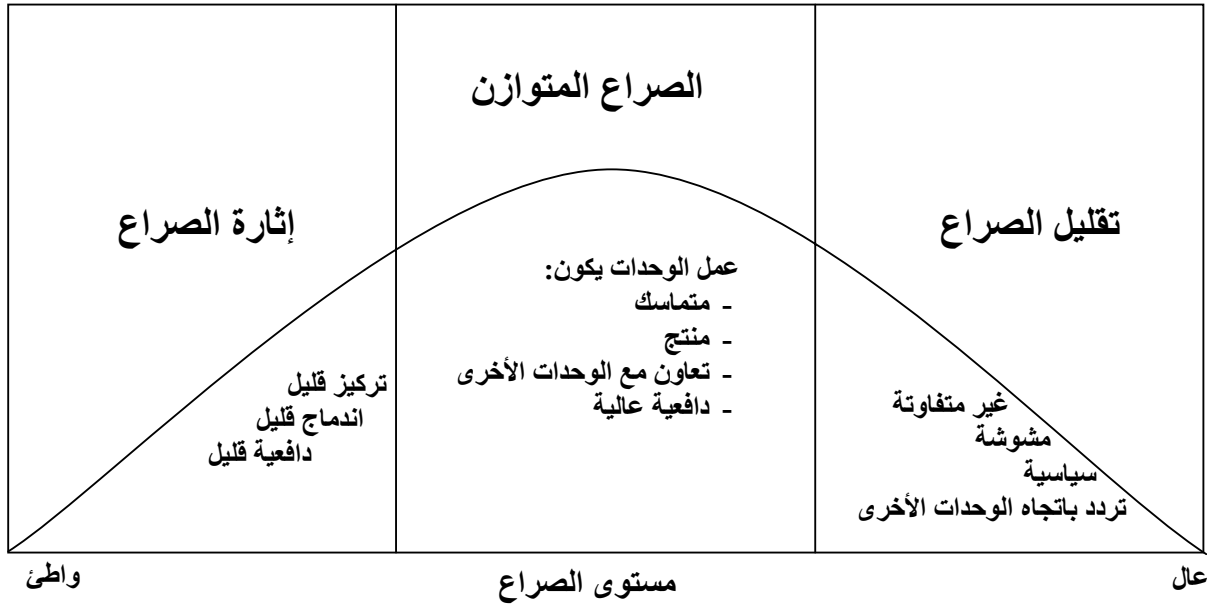 الصراع المتوازن
تقليل الصراع
إثارة الصراع
عمل الوحدات يكون:
- متماسك
- منتج
- تعاون مع الوحدات الأخرى
- دافعية عالية
غير متفاوتة
مشوشة
سياسية
تردد باتجاه الوحدات الأخرى
تركيز قليل
اندماج قليل
دافعية قليل
عال
مستوى الصراع
واطئ